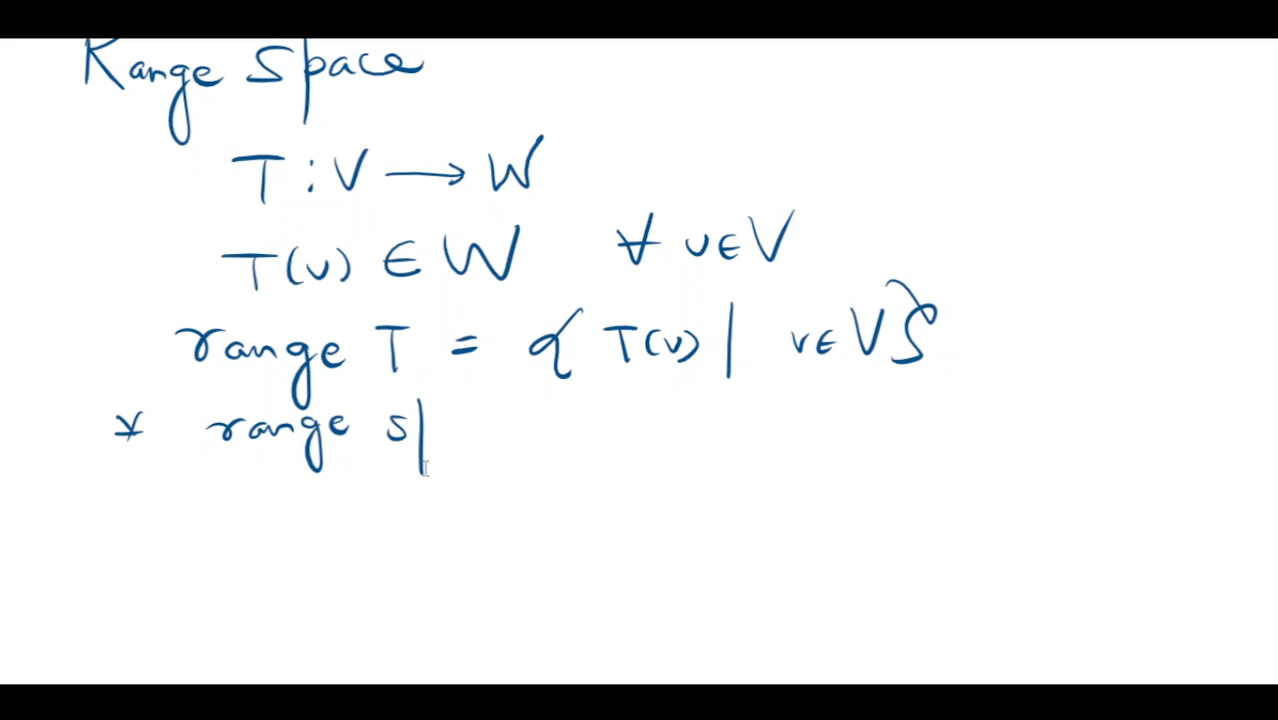 Range Space
T : V → W
T(v) ∈ W ∀ v ∈ V
range T = { T(v) | v ∈ V }
* range